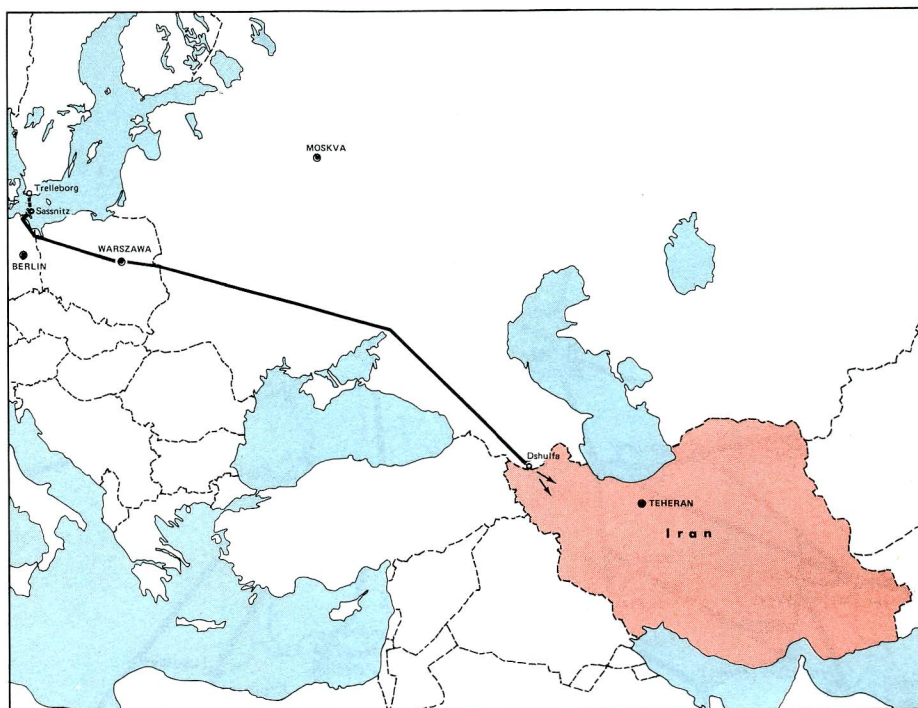 MOSKVA
Trelleborg
Sassnitz
WARSZAWA
BERLIN
Dshulfa
TEHERAN
Iran